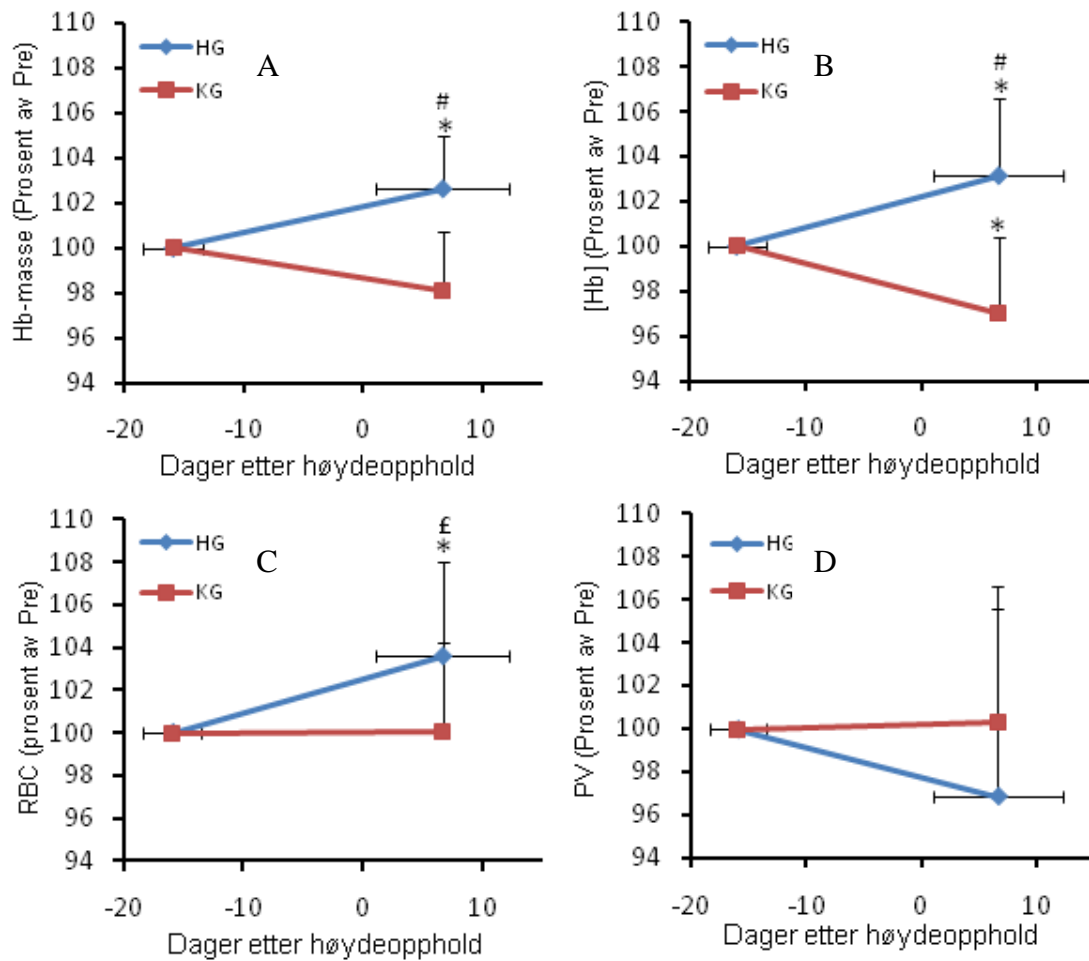 Hb-masse (Prosent av Pre)
110
108
106
104
102
100
98
96
94
HG
KG
A
#
*
-20 -10 0 10
Dager etter høydeopphold
[Hb] (Prosent av Pre)
110
108
106
104
102
100
98
96
94
HG
KG
B
#
*
*
-20 -10 0 10
Dager etter høydeopphold
RBC (prosent av Pre)
110
108
106
104
102
100
98
96
94
HG
KG
C
£
*
-20 -10 0 10
Dager etter høydeopphold
PV (Prosent av Pre)
110
108
106
104
102
100
98
96
94
HG
KG
D
-20 -10 0 10
Dager etter høydeopphold